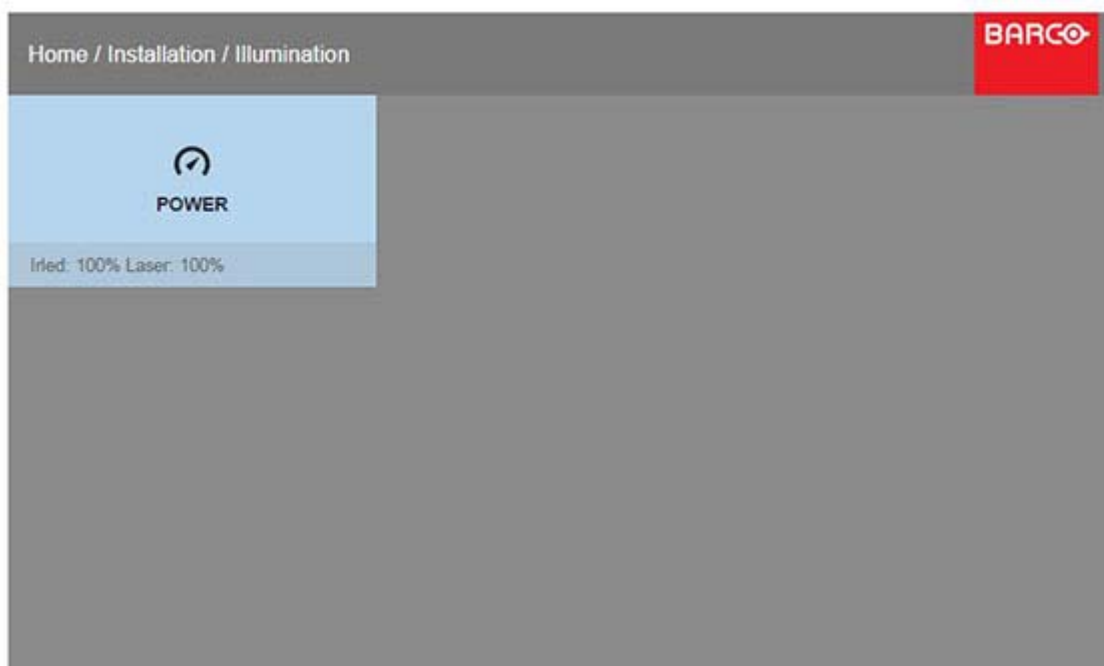 Home / Installation / Illumination
BARCO
POWER
Irled: 100% Laser: 100%